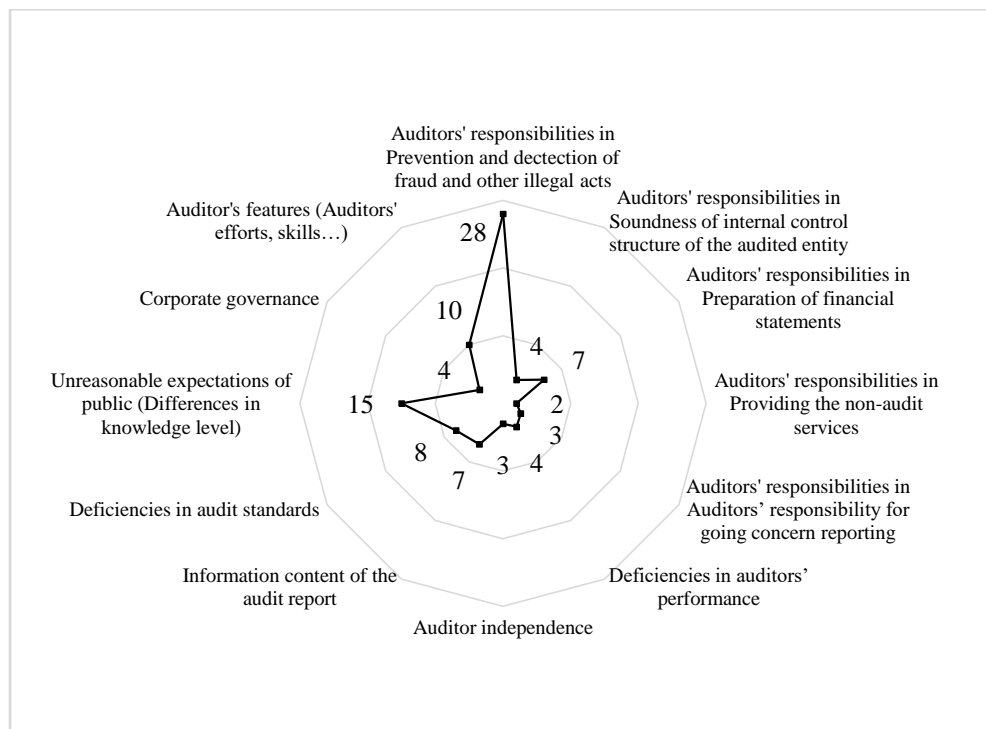 Auditors' responsibilities in
Prevention and dectection of
fraud and other illegal acts
Auditors' responsibilities in
Soundness of internal control
structure of the audited entity
Auditors' responsibilities in
Preparation of financial
statements
Auditors' responsibilities in
Providing the non-audit
services
Auditors' responsibilities in
Auditors’ responsibility for
going concern reporting
Deficiencies in auditors’
performance
Auditor independence
Information content of the
audit report
Deficiencies in audit standards
Unreasonable expectations of
public (Differences in
knowledge level)
Corporate governance
Auditor's features (Auditors'
efforts, skills…)
28
4
7
2
3
4
3
7
8
15
4
10